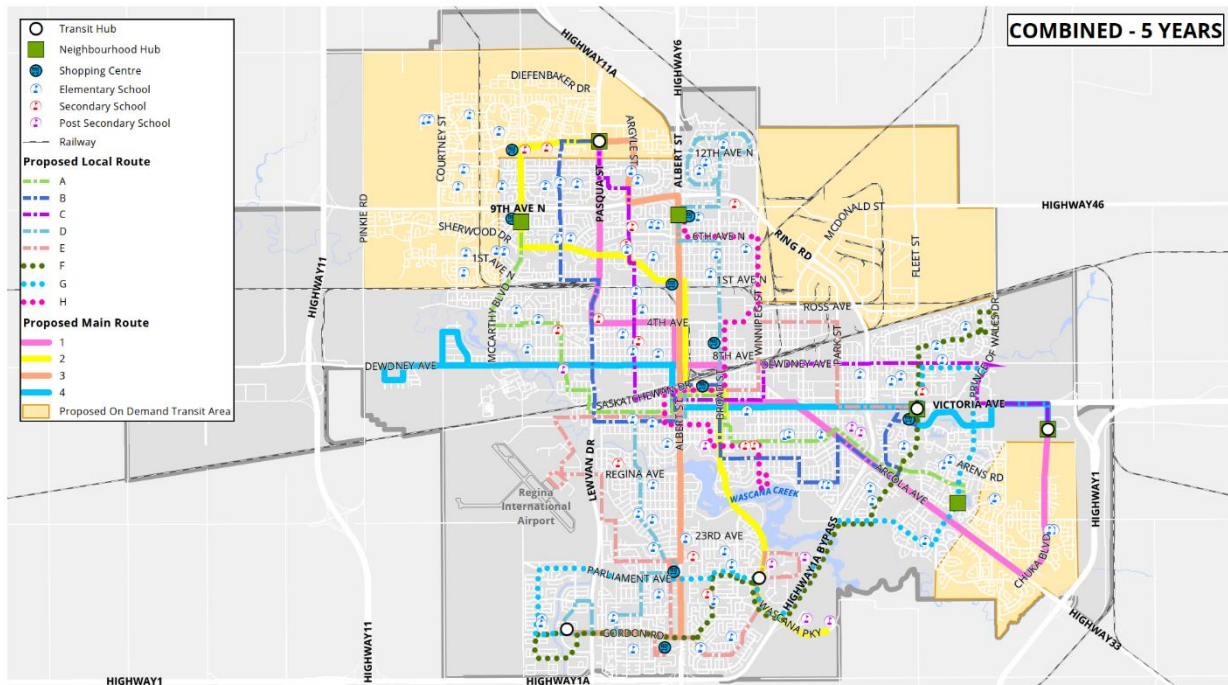 COMBINED - 5 YEARS
Transit Hub
Neighbourhood Hub
Shopping Centre
Elementary School
Secondary School
Post Secondary School
Railway
Proposed Local Route
A
B
C
D
E
F
G
H
Proposed Main Route
1
2
3
4
Proposed On Demand Transit Area
HIGHWAY11A
HIGHWAY6
DIEFENBAKER DR
COURTNEY ST
ARGYLE ST
PASQUA ST
ALBERT ST
12TH AVE N
PINKIE RD
9TH AVE N
SHERWOOD DR
1ST AVE N
6TH AVE N
RING RD
MCDONALD ST
FLEET ST
HIGHWAY46
HIGHWAY11
MCCARTHY BLVD
1ST AVE N
WINNIPEG ST
ROSS AVE
4TH AVE
PARK ST
PRINCE OF WALES DR
8TH AVE
DEWDNEY AVE
DEWDNEY AVE
SASKATCHEWAN DR
BROAD ST
ALBERT ST
VICTORIA AVE
LEWVAN DR
REGINA AVE
Regina
International
Airport
WASCANA CREEK
ARCOLA AVE
ARENS RD
HIGHWAY1
23RD AVE
HIGHWAY1A BYPASS
CHUKA BLVD
PARLIAMENT AVE
WASCANA PKY
GORDON RD
HIGHWAY33
HIGHWAY11
HIGHWAY1
HIGHWAY1A